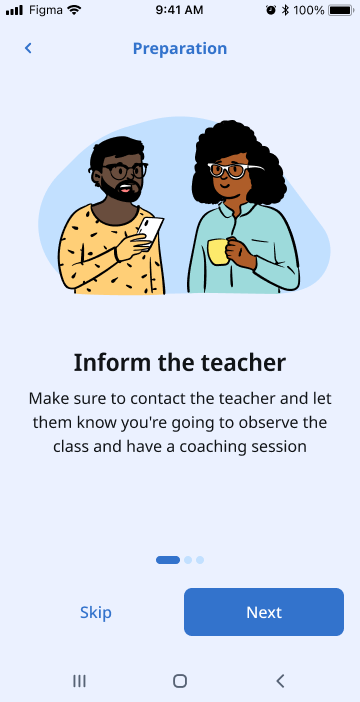 Figma 9:41 AM 100%
Preparation
Inform the teacher
Make sure to contact the teacher and let
them know you're going to observe the
class and have a coaching session
Skip Next